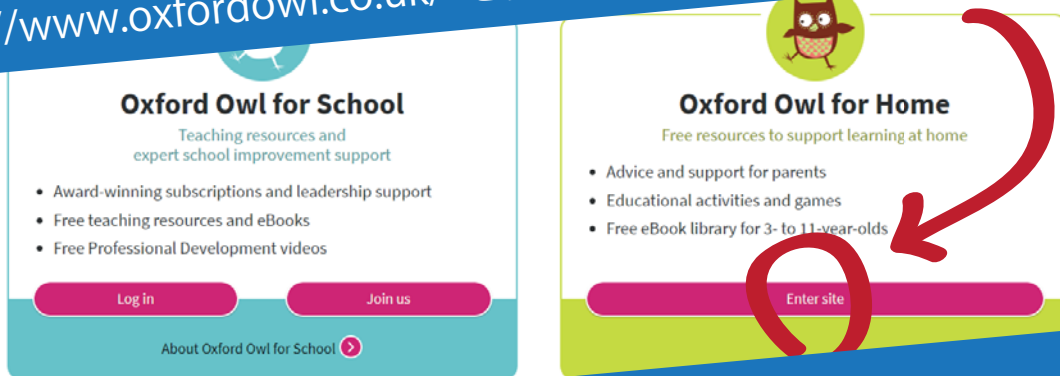 //www.oxfordowl.co.uk/
Oxford Owl for School
Teaching resources and
expert school improvement support
• Award-winning subscriptions and leadership support
• Free teaching resources and eBooks
• Free Professional Development videos
Log in
Join us
About Oxford Owl for School
Oxford Owl for Home
Free resources to support learning at home
• Advice and support for parents
• Educational activities and games
• Free eBook library for 3- to 11-year-olds
Enter site